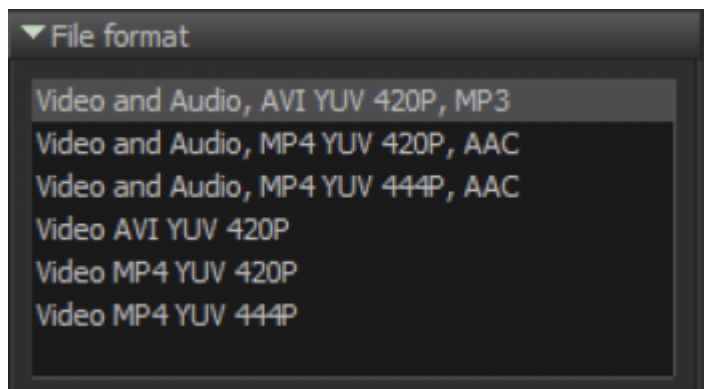 File format
Video and Audio, AVI YUV 420P, MP3
Video and Audio, MP4 YUV 420P, AAC
Video and Audio, MP4 YUV 444P, AAC
Video AVI YUV 420P
Video MP4 YUV 420P
Video MP4 YUV 444P